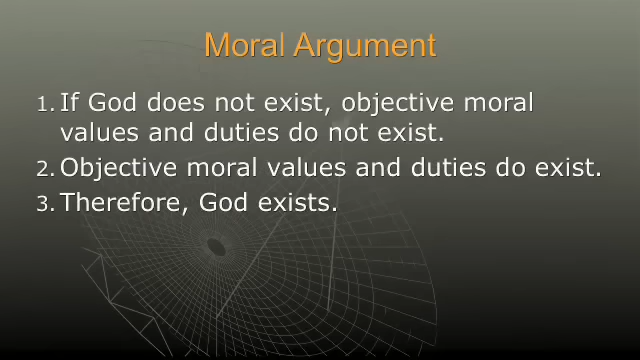 Moral Argument
1. If God does not exist, objective moral
values and duties do not exist.
2. Objective moral values and duties do exist.
3. Therefore, God exists.